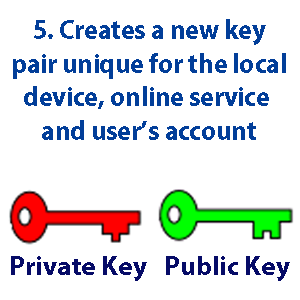 5. Creates a new key
pair unique for the local
device, online service
and user's account
Private Key Public Key